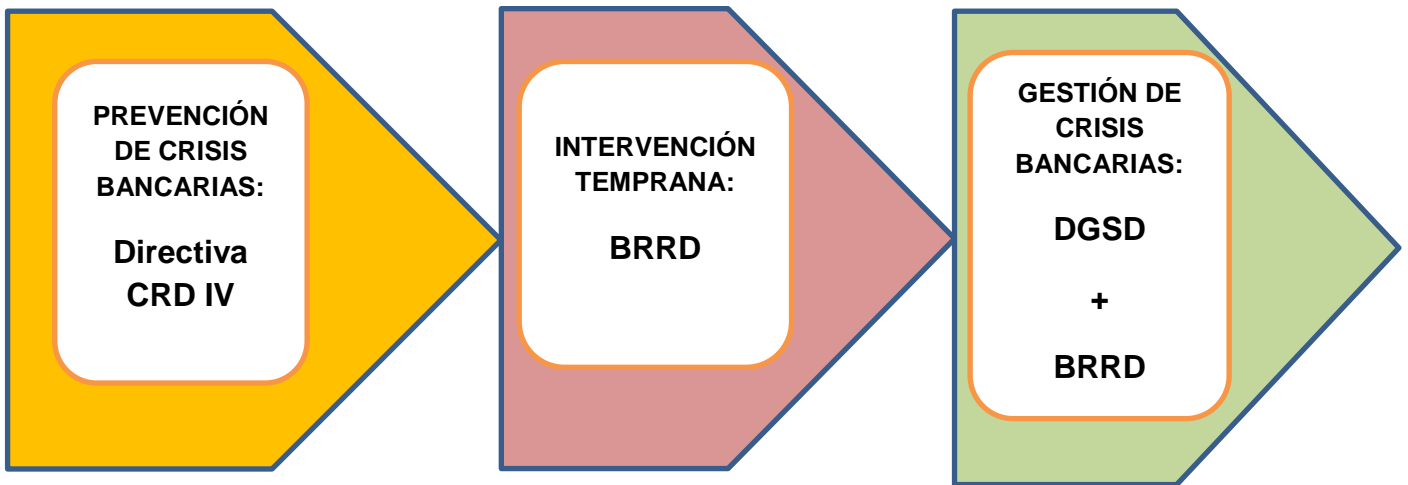 PREVENCIÓN
DE CRISIS
BANCARIAS:
Directiva
CRD IV
INTERVENCIÓN
TEMPRANA:
BRRD
GESTIÓN DE
CRISIS
BANCARIAS:
DGSD
+
BRRD